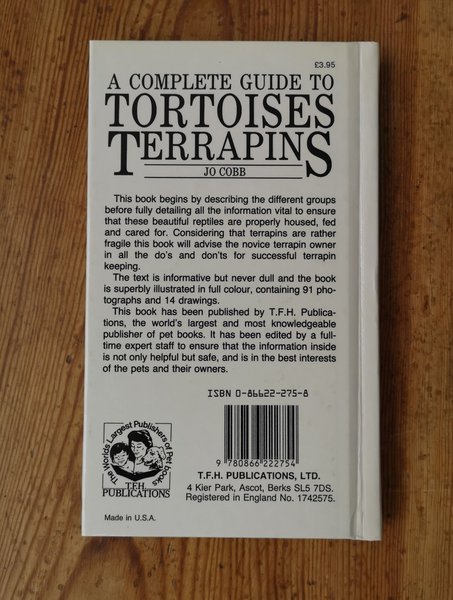 £3.95
A COMPLETE GUIDE TO
TORTOISES
TERRAPINS
JO COBB
This book begins by describing the different groups
before fully detailing all the information vital to ensure
that these beautiful reptiles are properly housed, fed
and cared for. Considering that terrapins are rather
fragile this book will advise the novice terrapin owner
in all the do's and don'ts for successful terrapin
keeping.
The text is informative but never dull and the book
is superbly illustrated in full colour, containing 91 pho-
tographs and 14 drawings.
This book has been published by T.F.H. Publica-
tions, the world's largest and most knowledgeable
publisher of pet books. It has been edited by a full-
time expert staff to ensure that the information inside
is not only helpful but safe, and is in the best interests
of the pets and their owners.
ISBN 0-86622-275-8
9 780866 222754
The Worlds Largest Publishers of Pet books
T.F.H.
PUBLICATIONS
T.F.H. PUBLICATIONS, LTD.
4 Kier Park, Ascot, Berks SL5 7DS.
Registered in England No. 1742575.
Made in U.S.A.